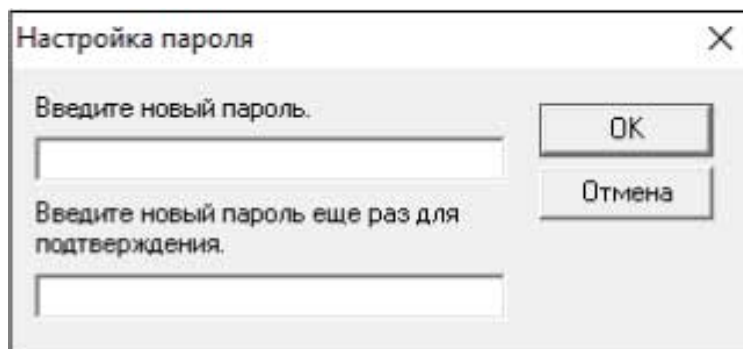 Настройка пароля
Введите новый пароль.
OK
Отмена
Введите новый пароль еще раз для
подтверждения.